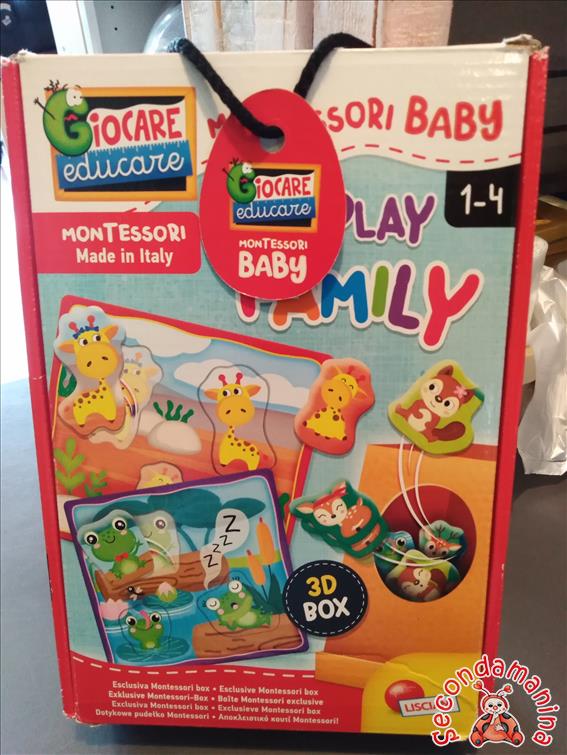 GIOCARE
educare
BABY
GIOCARE
educare
MONTESSORI
BABY
1-4
MONTESSORI
Made in Italy
PLAY
FAMILY
Z
Z
Z
Z
3D
BOX
Esclusiva Montessori box • Exclusive Montessori box
Exklusive Montessori-Box • Boîte Montessori exclusive
Exclusiva Montessori box • Exclusieve Montessori box
Dotykowe pudełko Montessori • Αποκλειστικό κουτί Montessori!
secondamanina